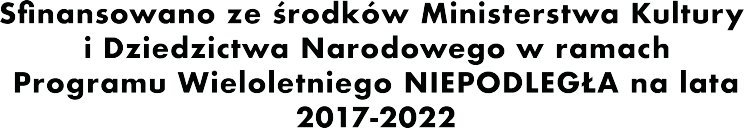 Sfinansowano ze środków Ministerstwa Kultury
i Dziedzictwa Narodowego w ramach
Programu Wieloletniego NIEPODLEGŁA na lata
2017-2022